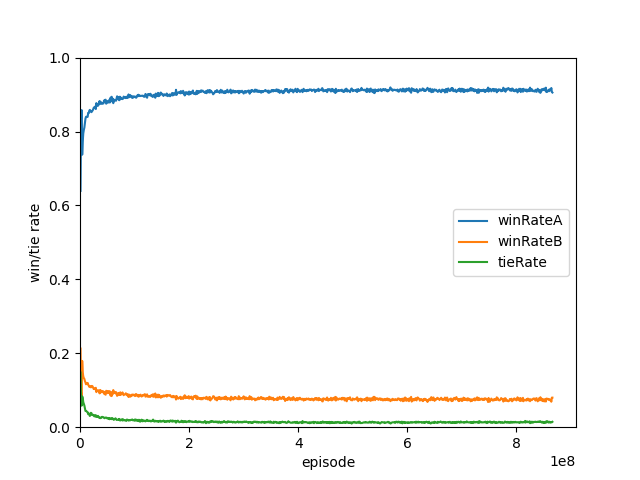 1.0
0.8
0.6
0.4
0.2
0.0
win/tie rate
winRateA
winRateB
tieRate
0 2 4 6 8
1e8
episode